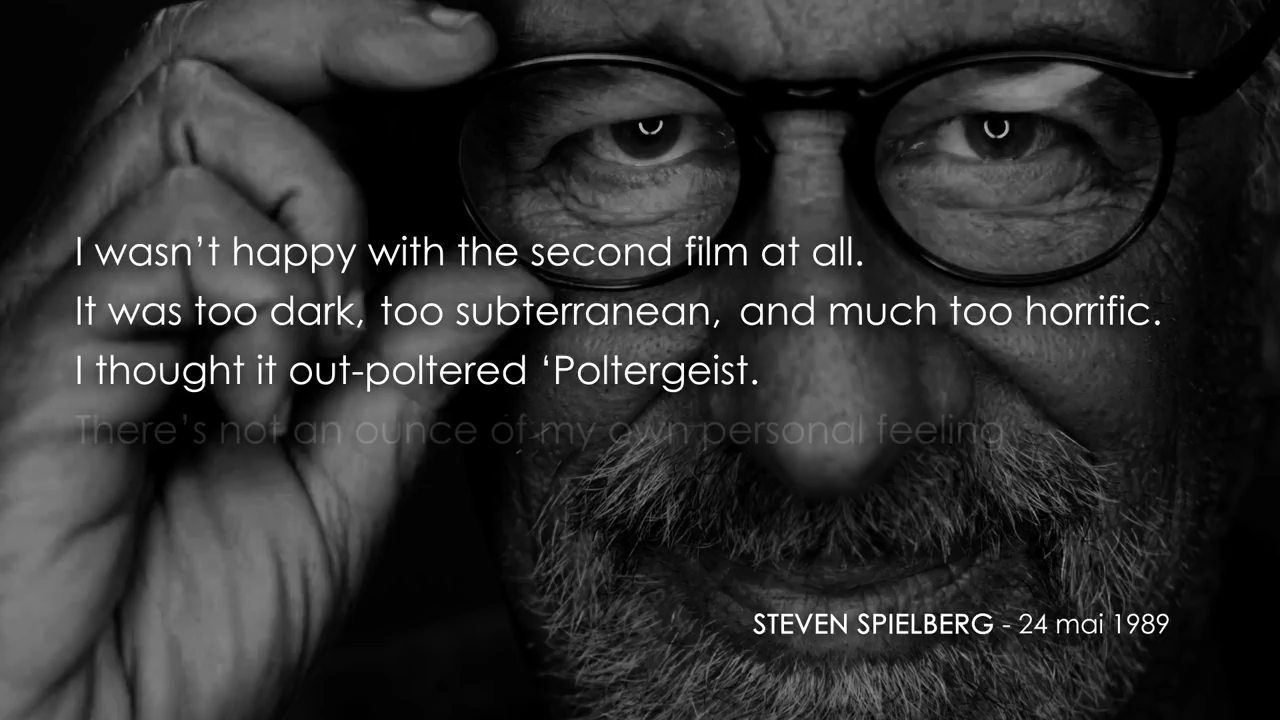 I wasn’t happy with the second film at all.
It was too dark, too subterranean, and much too horrific.
I thought it out-poltered ‘Poltergeist.
There’s not an ounce of my own personal feeling
STEVEN SPIELBERG - 24 mai 1989